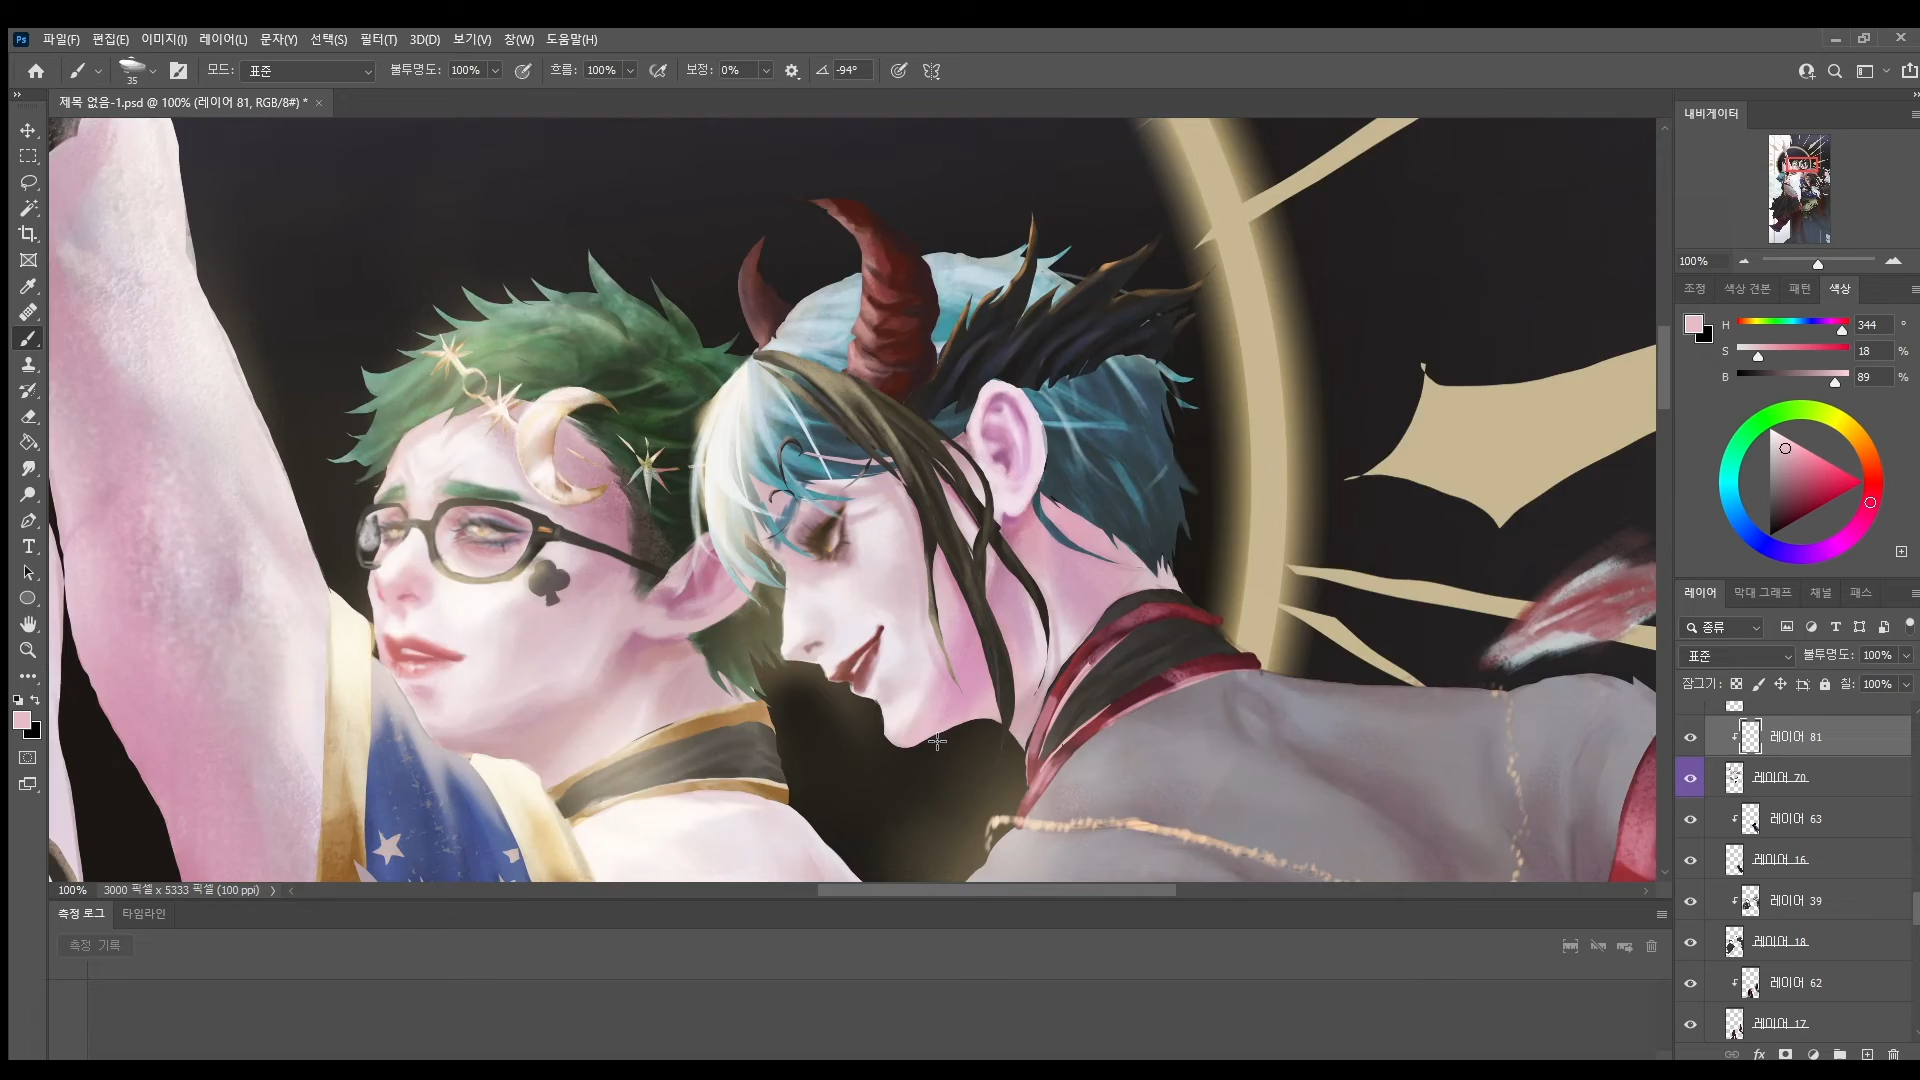 Ps 파일(F) 편집(E) 이미지(I) 레이어(L) 문자(Y) 선택(S) 필터(T) 3D(D) 보기(V) 창(W) 도움말(H)
35 모드: 표준 불투명도: 100% 흐름: 100% 보정: 0% -94°
제목 없음-1.psd @ 100% (레이어 81, RGB/8#) * ×
내비게이터
100%
조정 색상 견본 패턴 색상
H 344 °
S 18 %
B 89 %
레이어 막대 그래프 채널 패스
종류
표준 불투명도: 100%
잠그기: 칠: 100%
레이어 81
레이어 70
레이어 63
레이어 16
레이어 39
레이어 18
레이어 62
레이어 17
fx
100% 3000 픽셀 x 5333 픽셀 (100 ppi)
측정 로그 타임라인
측정 기록